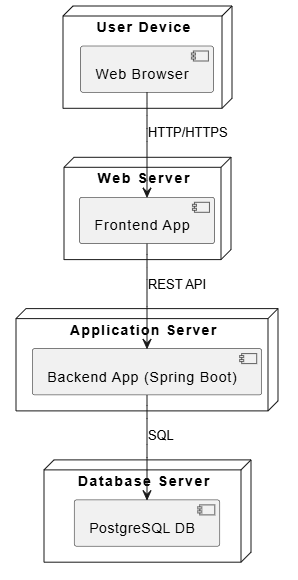 User Device
Web Browser
HTTP/HTTPS
Web Server
Frontend App
REST API
Application Server
Backend App (Spring Boot)
SQL
Database Server
PostgreSQL DB